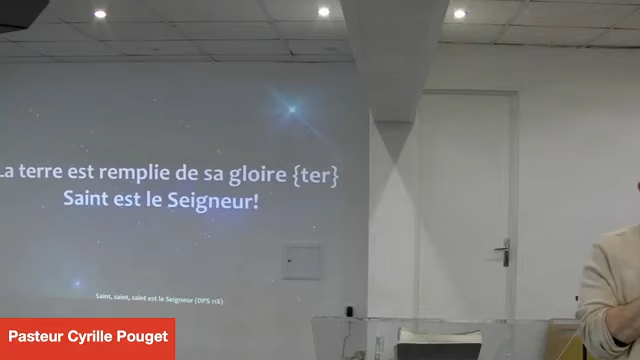 La terre est remplie de sa gloire {ter}
Saint est le Seigneur!
Saint, saint, saint est le Seigneur (DPS 118)
Pasteur Cyrille Pouget